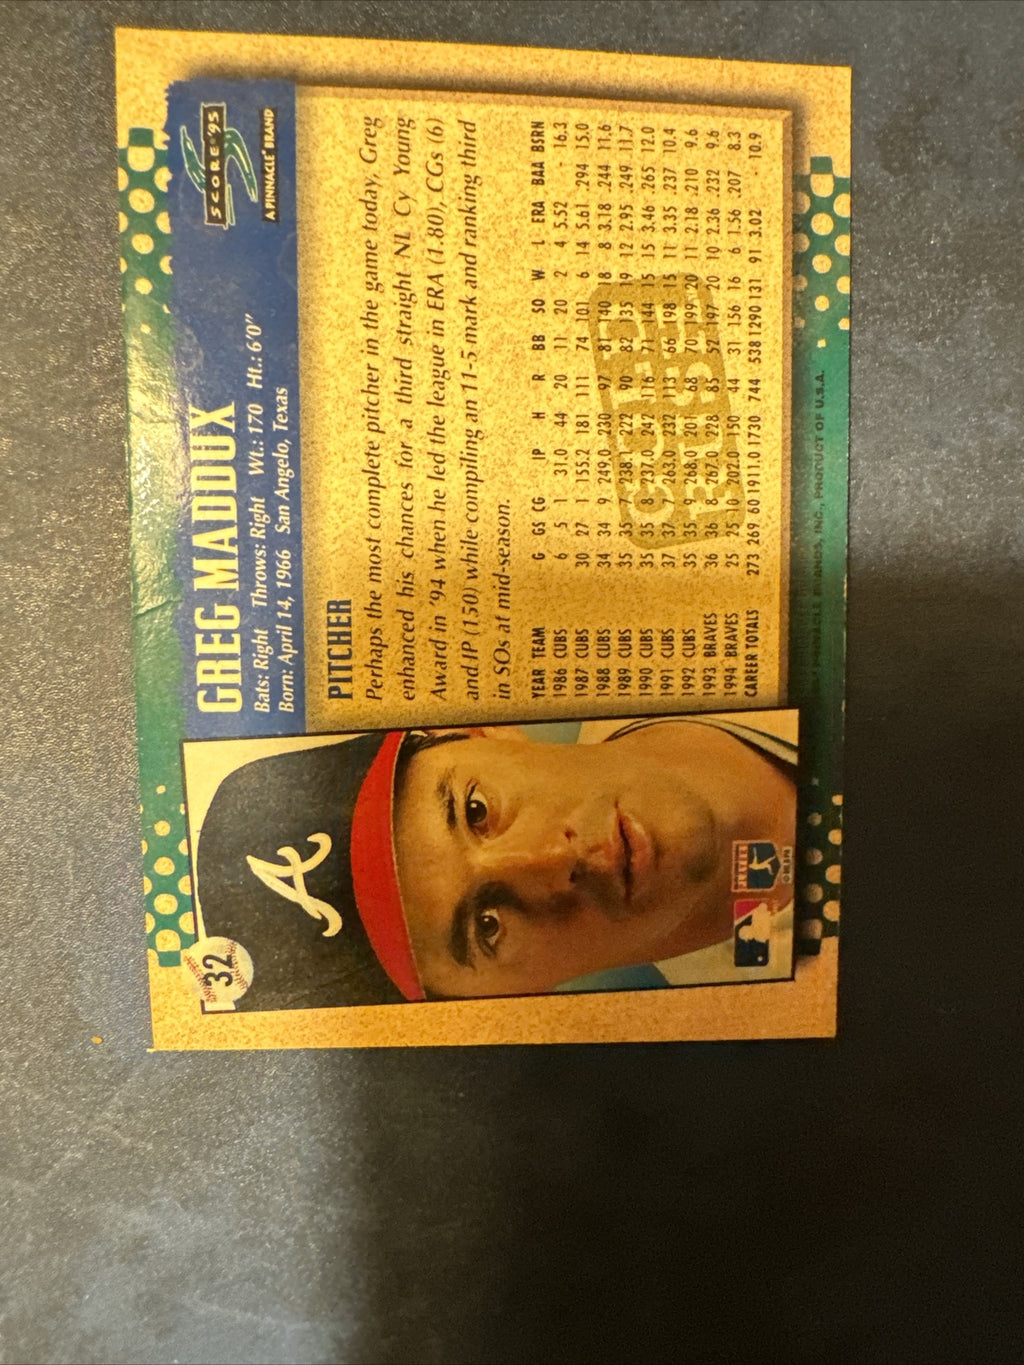 32
A
GREG MADDUX
Bats: Right Throws: Right Wt.: 170 Ht.: 6'0"
Born: April 14, 1966 San Angelo, Texas
SCORE '95
A PINNACLE BRAND
PITCHER
Perhaps the most complete pitcher in the game today, Greg
enhanced his chances for a third straight NL Cy Young
Award in '94 when he led the league in ERA (1.80), CGs (6)
and IP (150) while compiling an 11-5 mark and ranking third
in SOs at mid-season.
YEAR TEAM G GS CG IP H R BB SO W L ERA BAA BSRN
1986 CUBS 6 5 1 31.0 44 20 11 20 2 4 5.52 - 16.3
1987 CUBS 30 27 1 155.2 181 111 74 101 6 14 5.61 .294 15.0
1988 CUBS 34 34 9 249.0 230 97 81 140 18 8 3.18 .244 11.6
1989 CUBS 35 35 238.1 222 90 82 135 19 12 2.95 .249 11.7
1990 CUBS 35 35 8 237.0 242 116 71 144 15 15 3.46 .265 12.0
1991 CUBS 37 37 263.0 232 113 66 198 15 11 3.35 .237 10.4
1992 CUBS 35 35 268.0 201 68 70 199 20 11 2.18 .210 9.6
1993 BRAVES 36 36 8 267.0 228 85 52 197 20 10 2.36 .232 9.6
1994 BRAVES 25 25 10 202.0 150 44 31 156 16 6 1.56 .207 8.3
CAREER TOTALS 273 269 60 1911.0 1730 744 538 1290 131 91 3.02 - 10.9
GOLD
RUSH
PINNACLE BRANDS, INC., PRODUCT OF U.S.A.